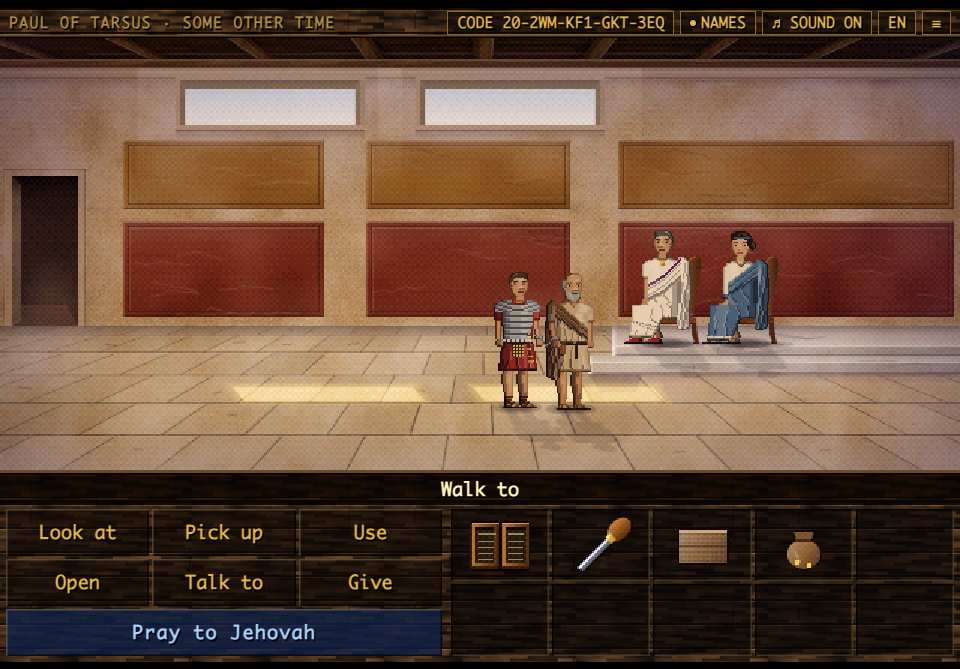 PAUL OF TARSUS · SOME OTHER TIME
CODE 20-2WM-KF1-GKT-3EQ
• NAMES
♬ SOUND ON
EN
≡
Walk to
Look at
Pick up
Use
Open
Talk to
Give
Pray to Jehovah